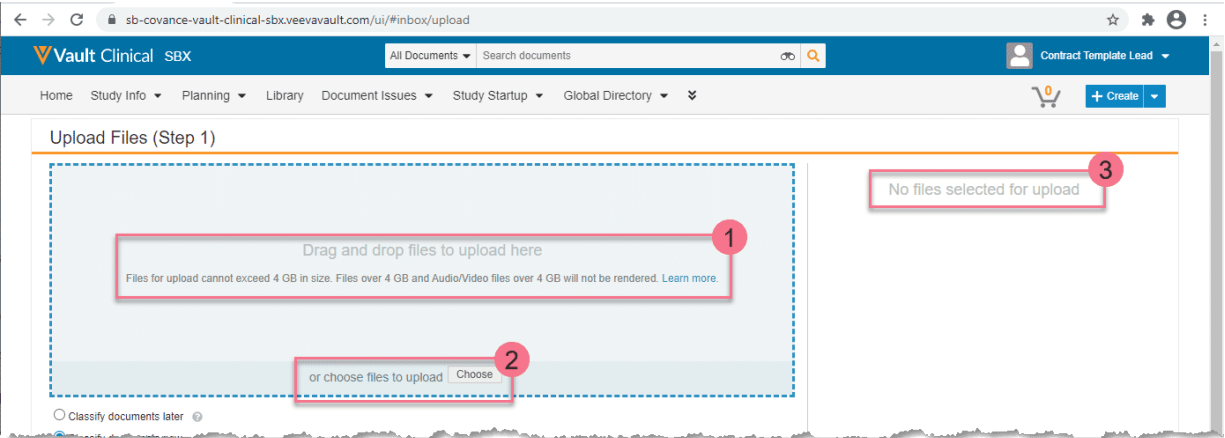 sb-covance-vault-clinical-sbx.veevavault.com/ui/#inbox/upload
Vault Clinical SBX
All Documents
Search documents
Contract Template Lead
Home Study Info Planning Library Document Issues Study Startup Global Directory
0
+ Create
Upload Files (Step 1)
3
No files selected for upload
1
Drag and drop files to upload here
Files for upload cannot exceed 4 GB in size. Files over 4 GB and Audio/Video files over 4 GB will not be rendered. Learn more.
2
or choose files to upload Choose
Classify documents later